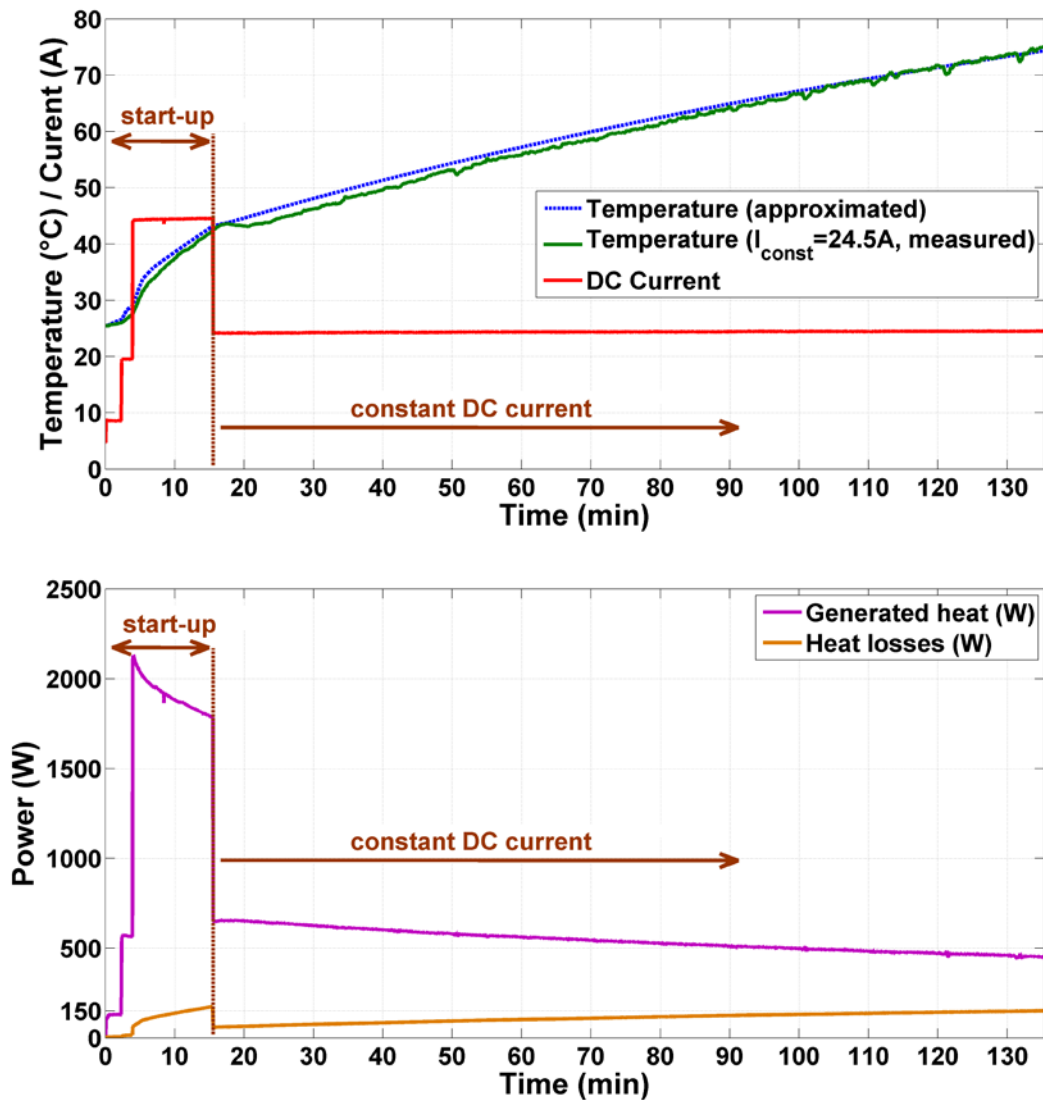 80
70
60
50
40
30
20
10
0
Temperature (°C) / Curent (A)
start-up
Temperature (approximated)
Temperature (Iconst=24.5A, measured)
DC Current
constant DC current
0 10 20 30 40 50 60 70 80 90 100 110 120 130
Time (min)
2500
2000
1500
1000
500
150
0
Power (W)
start-up
Generated heat (W)
Heat losses (W)
constant DC current
0 10 20 30 40 50 60 70 80 90 100 110 120 130
Time (min)